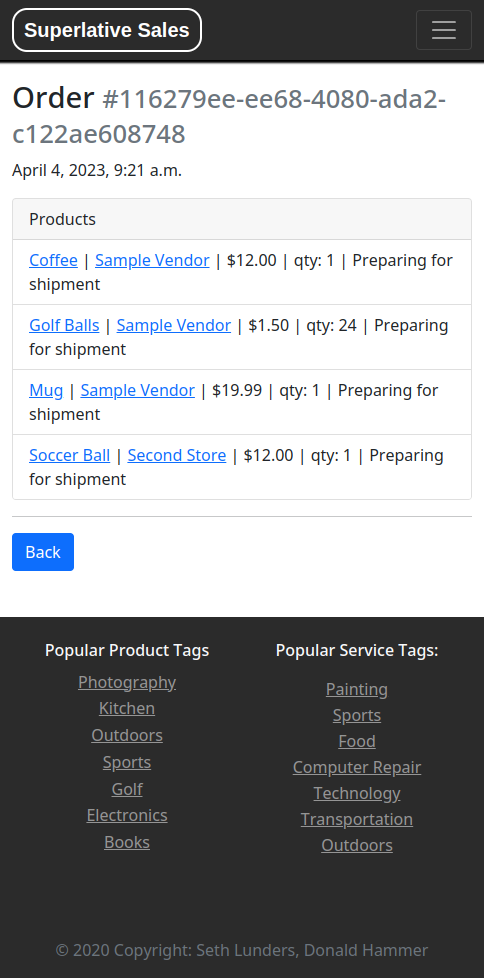 Superlative Sales
Order #116279ee-ee68-4080-ada2-
c122ae608748
April 4, 2023, 9:21 a.m.
Products
Coffee | Sample Vendor | $12.00 | qty: 1 | Preparing for
shipment
Golf Balls | Sample Vendor | $1.50 | qty: 24 | Preparing
for shipment
Mug | Sample Vendor | $19.99 | qty: 1 | Preparing for
shipment
Soccer Ball | Second Store | $12.00 | qty: 1 | Preparing
for shipment
Back
Popular Product Tags
Photography
Kitchen
Outdoors
Sports
Golf
Electronics
Books
Popular Service Tags:
Painting
Sports
Food
Computer Repair
Technology
Transportation
Outdoors
© 2020 Copyright: Seth Lunders, Donald Hammer